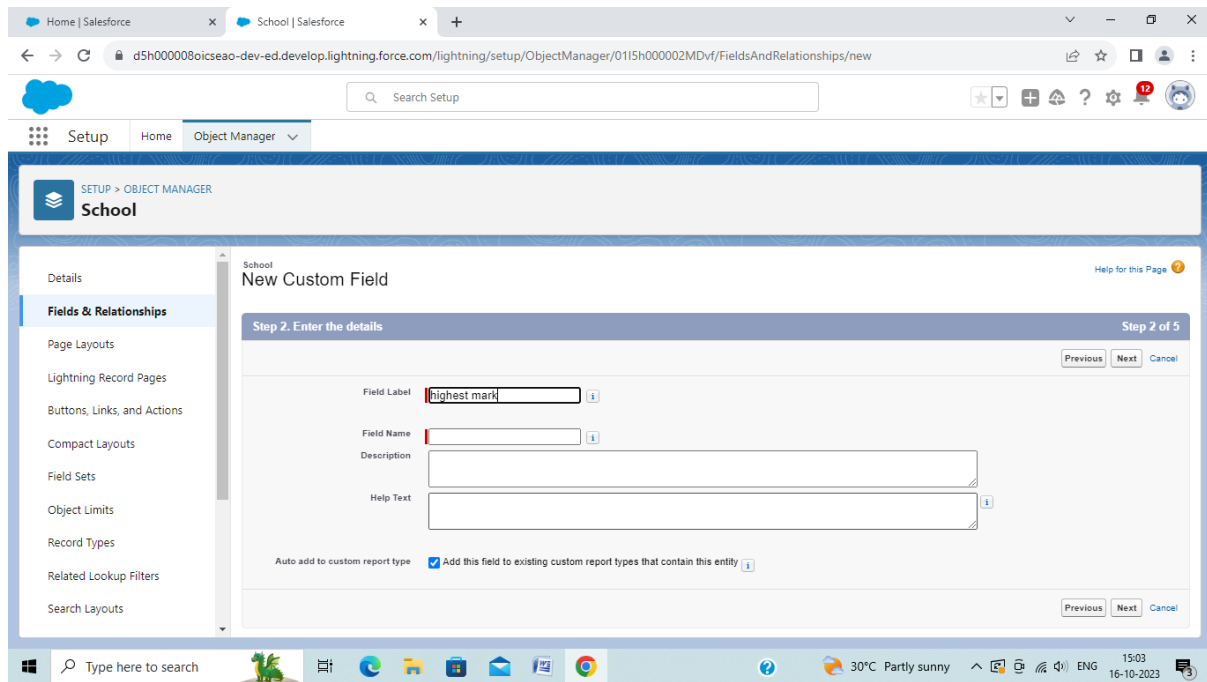 Home | Salesforce
School | Salesforce
d5h000008oicseao-dev-ed.develop.lightning.force.com/lightning/setup/ObjectManager/01I5h000002MDvf/FieldsAndRelationships/new
Search Setup
12
Setup
Home
Object Manager
SETUP > OBJECT MANAGER
School
Details
Fields & Relationships
Page Layouts
Lightning Record Pages
Buttons, Links, and Actions
Compact Layouts
Field Sets
Object Limits
Record Types
Related Lookup Filters
Search Layouts
School
New Custom Field
Help for this Page
Step 2. Enter the details
Step 2 of 5
Previous
Next
Cancel
Field Label
highest mark
Field Name
Description
Help Text
Auto add to custom report type
Add this field to existing custom report types that contain this entity
Previous
Next
Cancel
Type here to search
30°C Partly sunny
ENG
15:03
16-10-2023
3